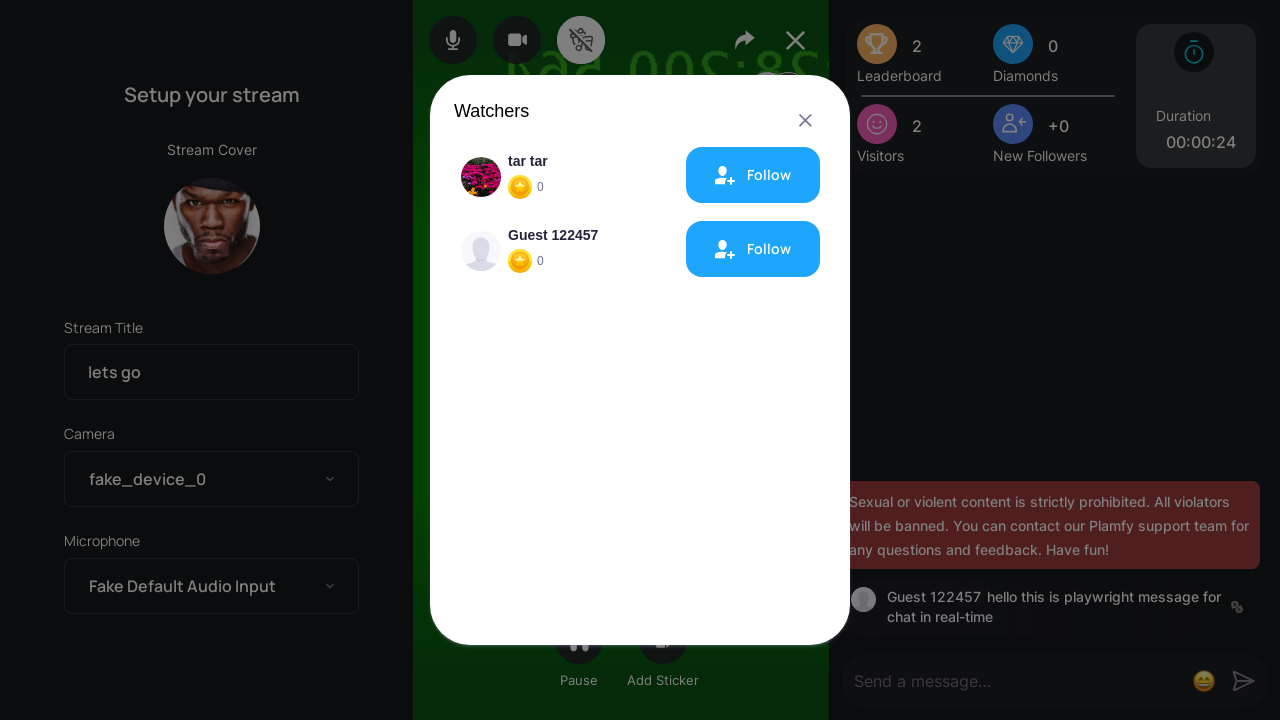 Setup your stream
Stream Cover
Stream Title
lets go
Camera
fake_device_0
Microphone
Fake Default Audio Input
Watchers
tar tar
0
Follow
Guest 122457
0
Follow
Pause
Add Sticker
2
Leaderboard
0
Diamonds
2
Visitors
+0
New Followers
Duration
00:00:24
Sexual or violent content is strictly prohibited. All violators
will be banned. You can contact our Plamfy support team for
any questions and feedback. Have fun!
Guest 122457 hello this is playwright message for
chat in real-time
Send a message...